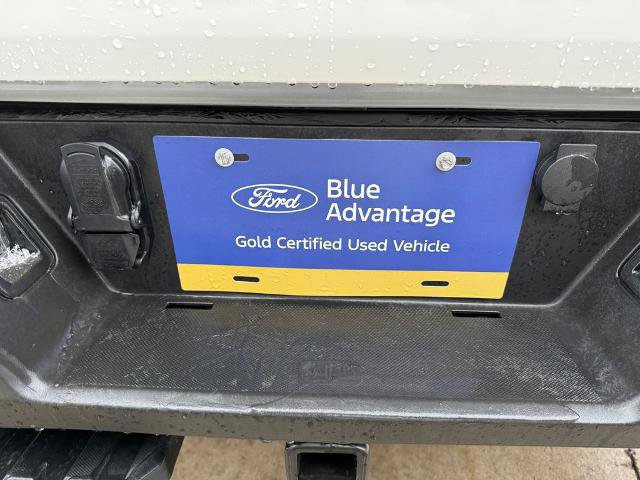 Ford
Blue
Advantage
Gold Certified Used Vehicle